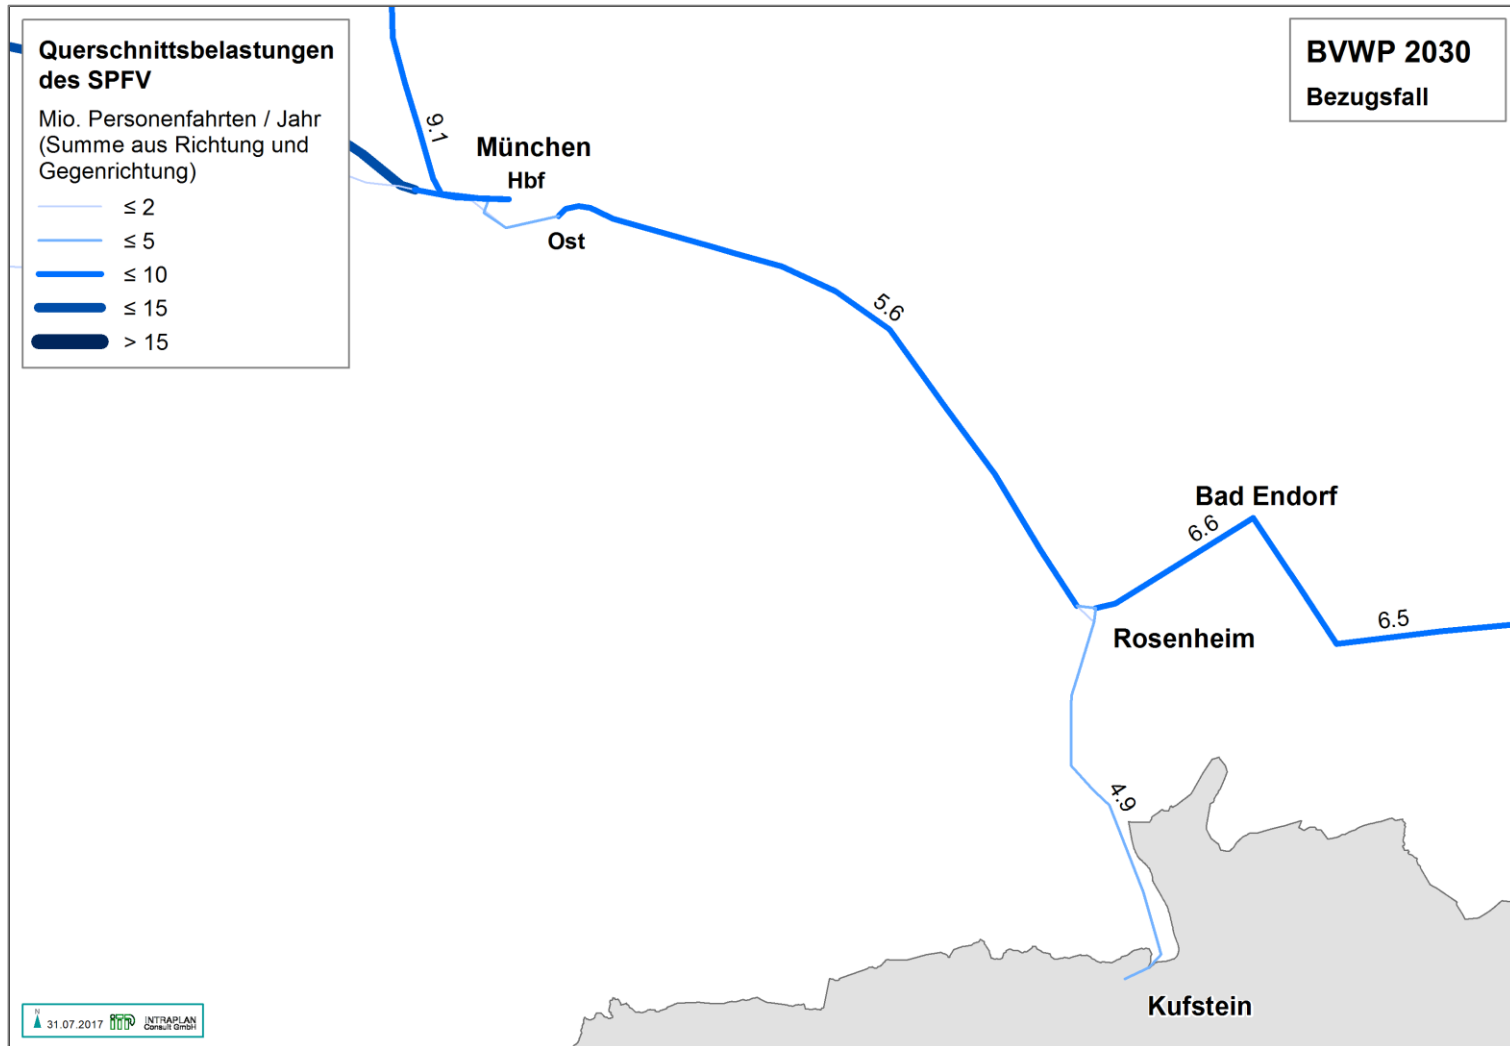 Querschnittsbelastungen
des SPFV
Mio. Personenfahrten / Jahr
(Summe aus Richtung und
Gegenrichtung)
≤ 2
≤ 5
≤ 10
≤ 15
> 15
BVWP 2030
Bezugsfall
9.1
München
Hbf
Ost
5.6
Bad Endorf
6.6
6.5
Rosenheim
4.9
Kufstein
N
31.07.2017
itp
INTRAPLAN
Consult GmbH